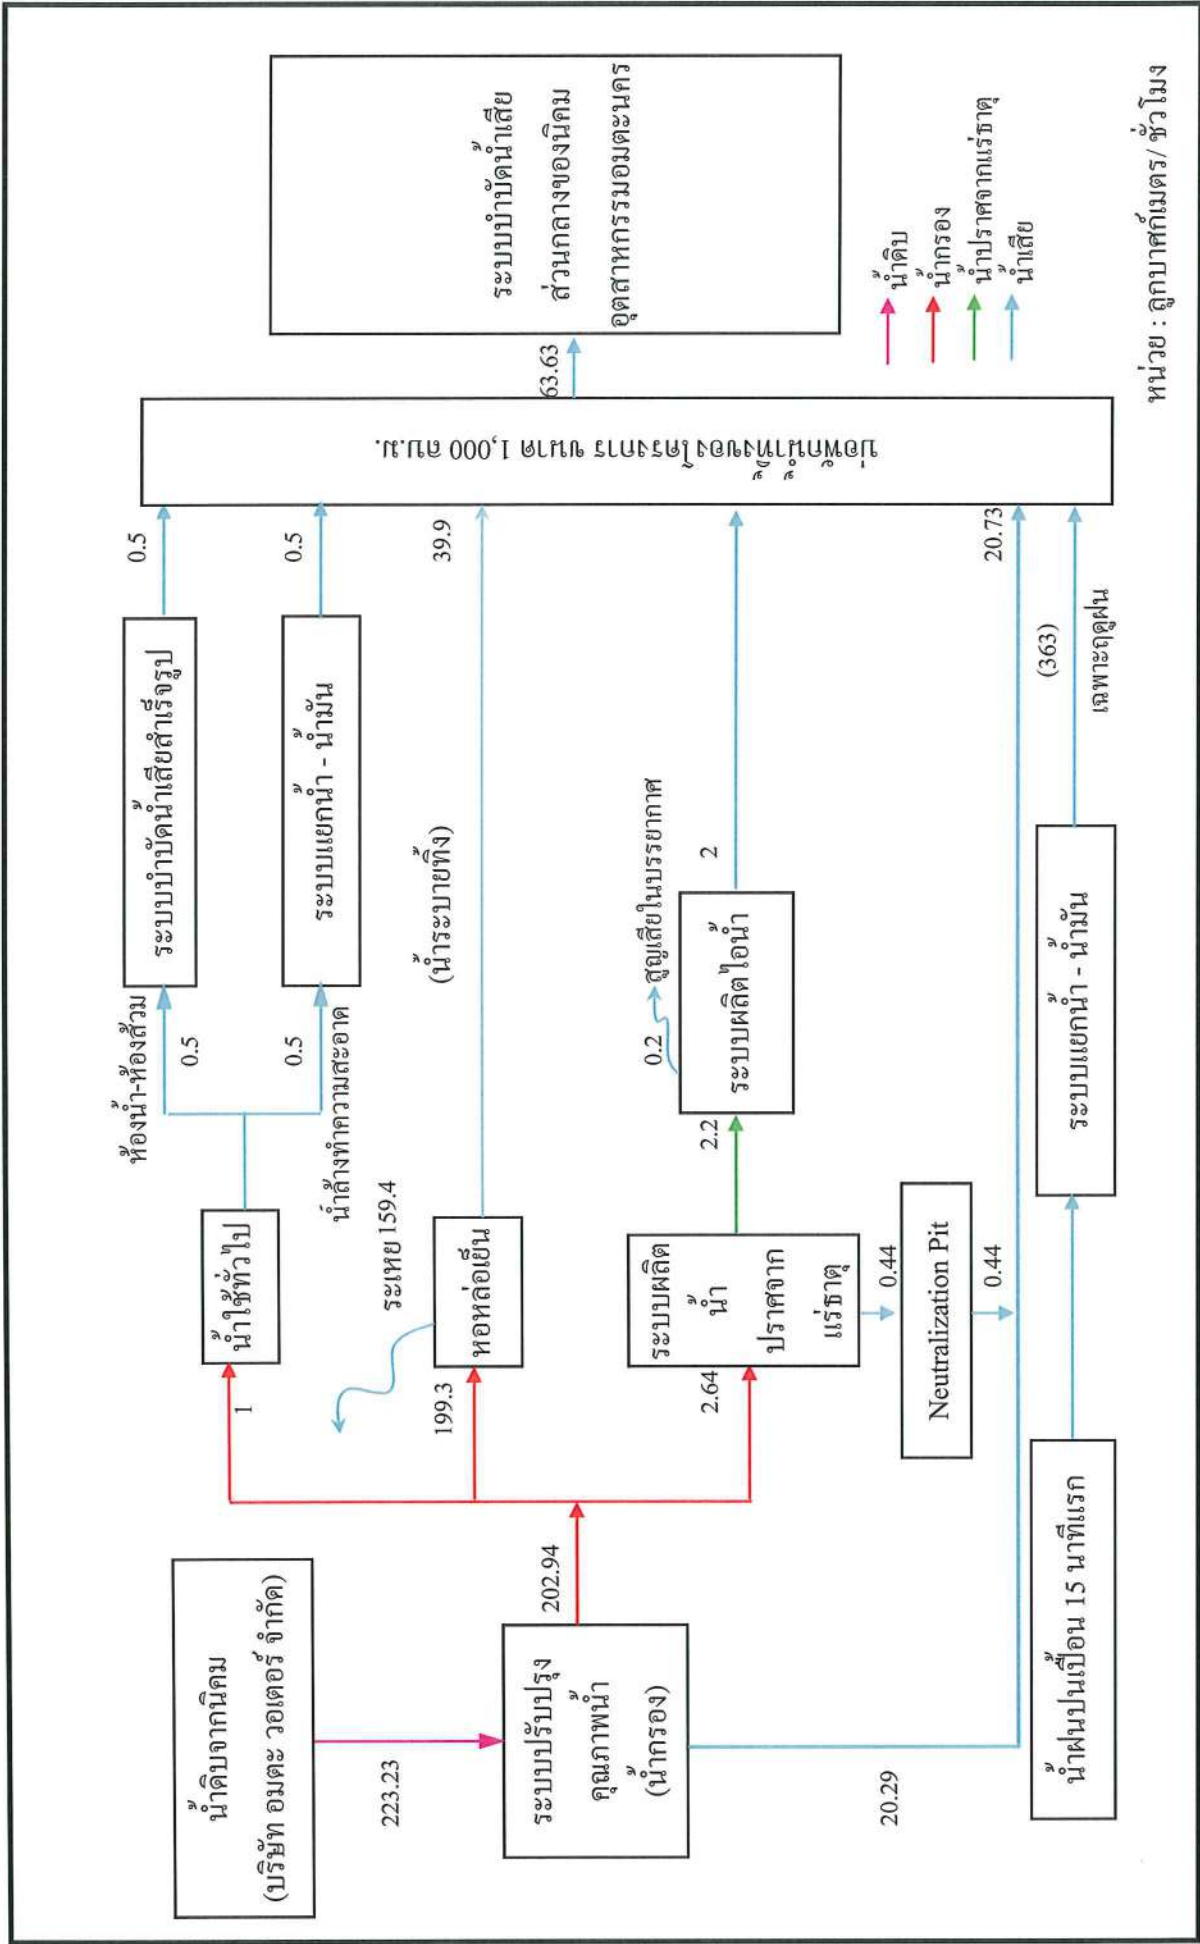 น้ำดิบจากนิคม
(บริษัท อมตะ วอเตอร์ จำกัด)
223.23
ระบบปรับปรุง
คุณภาพน้ำ
(น้ำกรอง)
202.94
20.29
1
น้ำใช้ทั่วไป
ห้องน้ำ-ห้องส้วม
0.5
ระบบบำบัดน้ำเสียสำเร็จรูป
0.5
น้ำล้างทำความสะอาด
0.5
ระบบแยกน้ำ - น้ำมัน
0.5
199.3
ระเหย 159.4
หอหล่อเย็น
(น้ำระบายทิ้ง)
39.9
2.64
ระบบผลิต
น้ำ
ปราศจาก
แร่ธาตุ
2.2
0.2
สูญเสียในบรรยากาศ
ระบบผลิตไอน้ำ
2
0.44
Neutralization Pit
0.44
20.73
น้ำฝนปนเปื้อน 15 นาทีแรก
ระบบแยกน้ำ - น้ำมัน
(363)
เฉพาะฤดูฝน
บ่อพักน้ำทิ้งของโครงการ ขนาด 1,000 ลบ.ม.
63.63
ระบบบำบัดน้ำเสีย
ส่วนกลางของนิคม
อุตสาหกรรมอมตะนคร
น้ำดิบ
น้ำกรอง
น้ำปราศจากแร่ธาตุ
น้ำเสีย
หน่วย : ลูกบาศก์เมตร/ ชั่วโมง